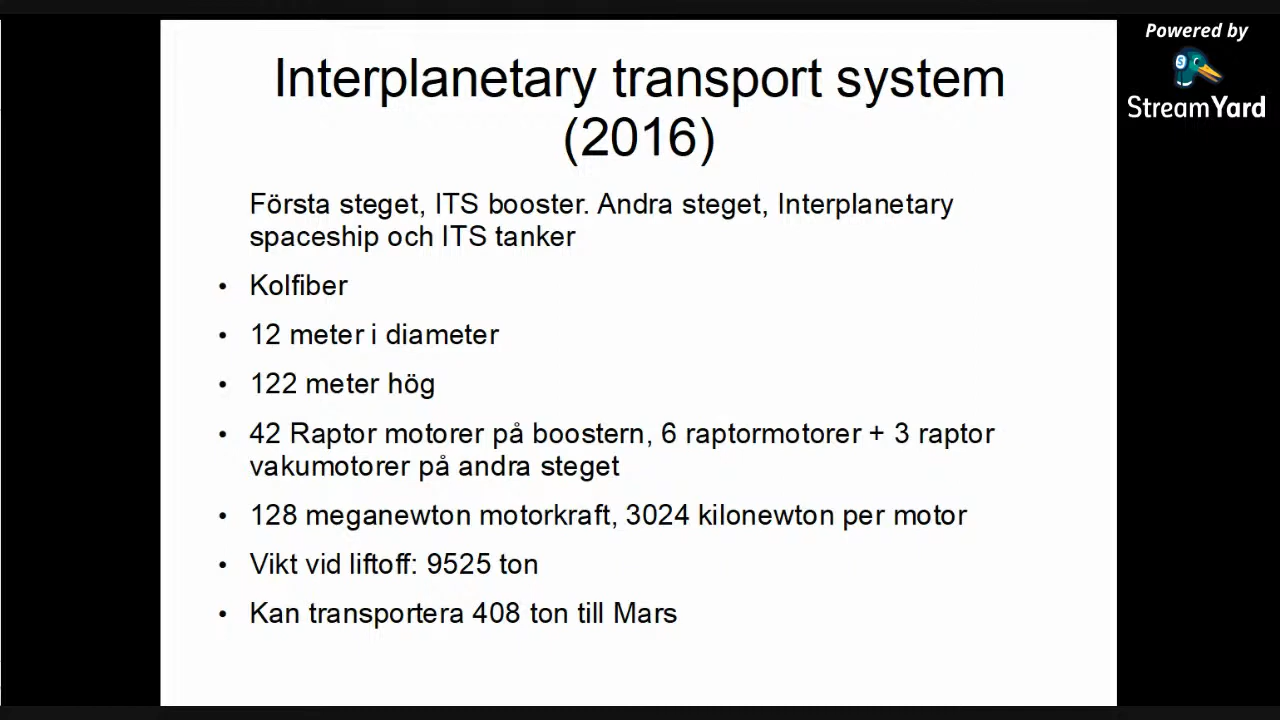 Interplanetary transport system
(2016)
Första steget, ITS booster. Andra steget, Interplanetary
spaceship och ITS tanker
• Kolfiber
• 12 meter i diameter
• 122 meter hög
• 42 Raptor motorer på boostern, 6 raptormotorer + 3 raptor
vakumotorer på andra steget
• 128 meganewton motorkraft, 3024 kilonewton per motor
• Vikt vid liftoff: 9525 ton
• Kan transportera 408 ton till Mars
Powered by
StreamYard